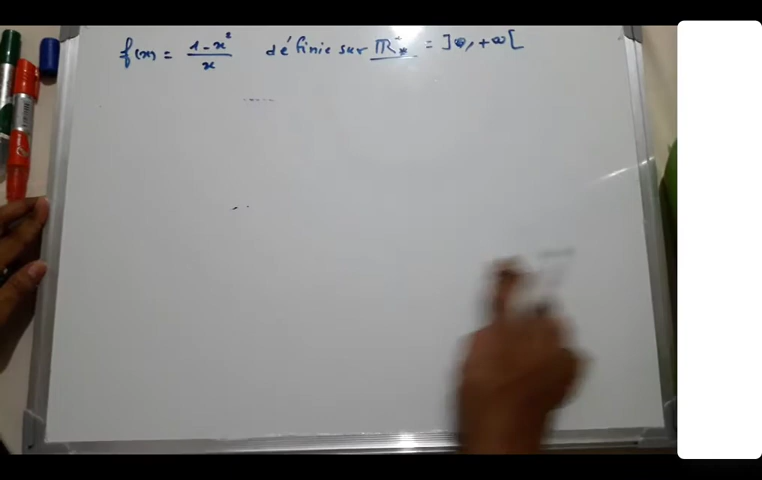 f(x) = (1 - x²)/x définie sur ℝ₊* = ]0, +∞[